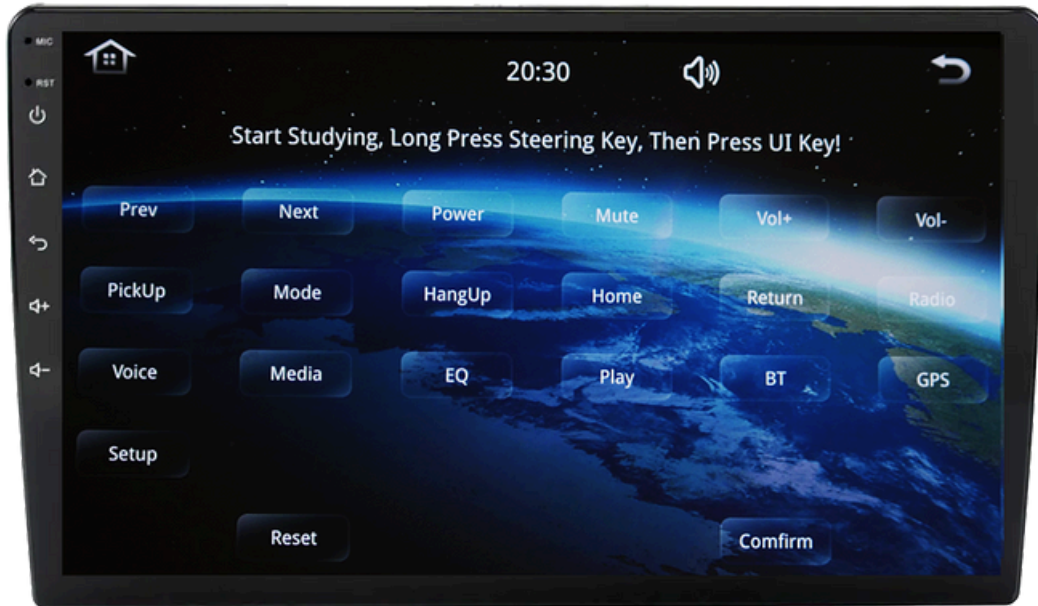 MIC
RST
20:30
Start Studying, Long Press Steering Key, Then Press UI Key!
Prev Next Power Mute Vol+ Vol-
PickUp Mode HangUp Home Return Radio
Voice Media EQ Play BT GPS
Setup
Reset Comfirm